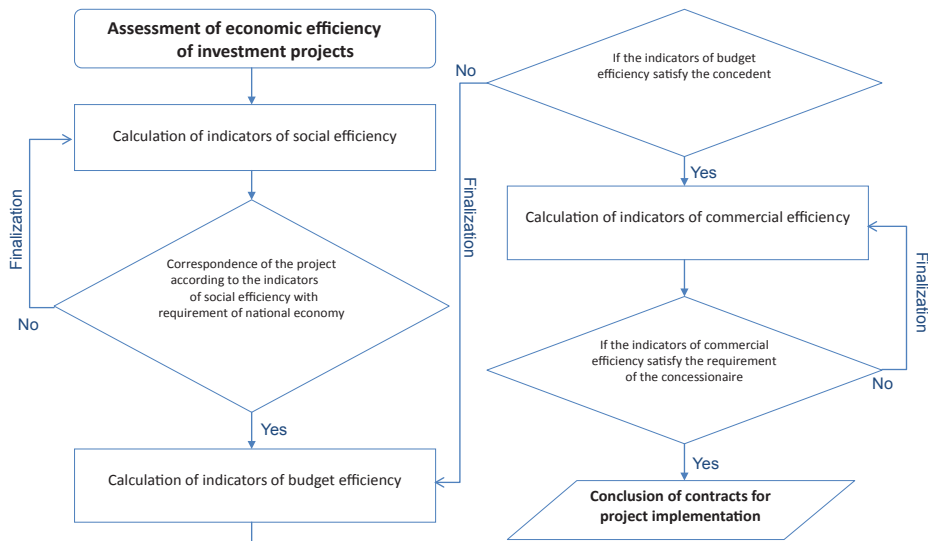 Assessment of economic efficiency
of investment projects
Calculation of indicators of social efficiency
Finalization
Correspondence of the project
according to the indicators
of social efficiency with
requirement of national economy
No
Yes
Calculation of indicators of budget efficiency
If the indicators of budget
efficiency satisfy the concedent
No
Finalization
Yes
Calculation of indicators of commercial efficiency
Finalization
If the indicators of commercial
efficiency satisfy the requirement
of the concessionaire
No
Yes
Conclusion of contracts for
project implementation